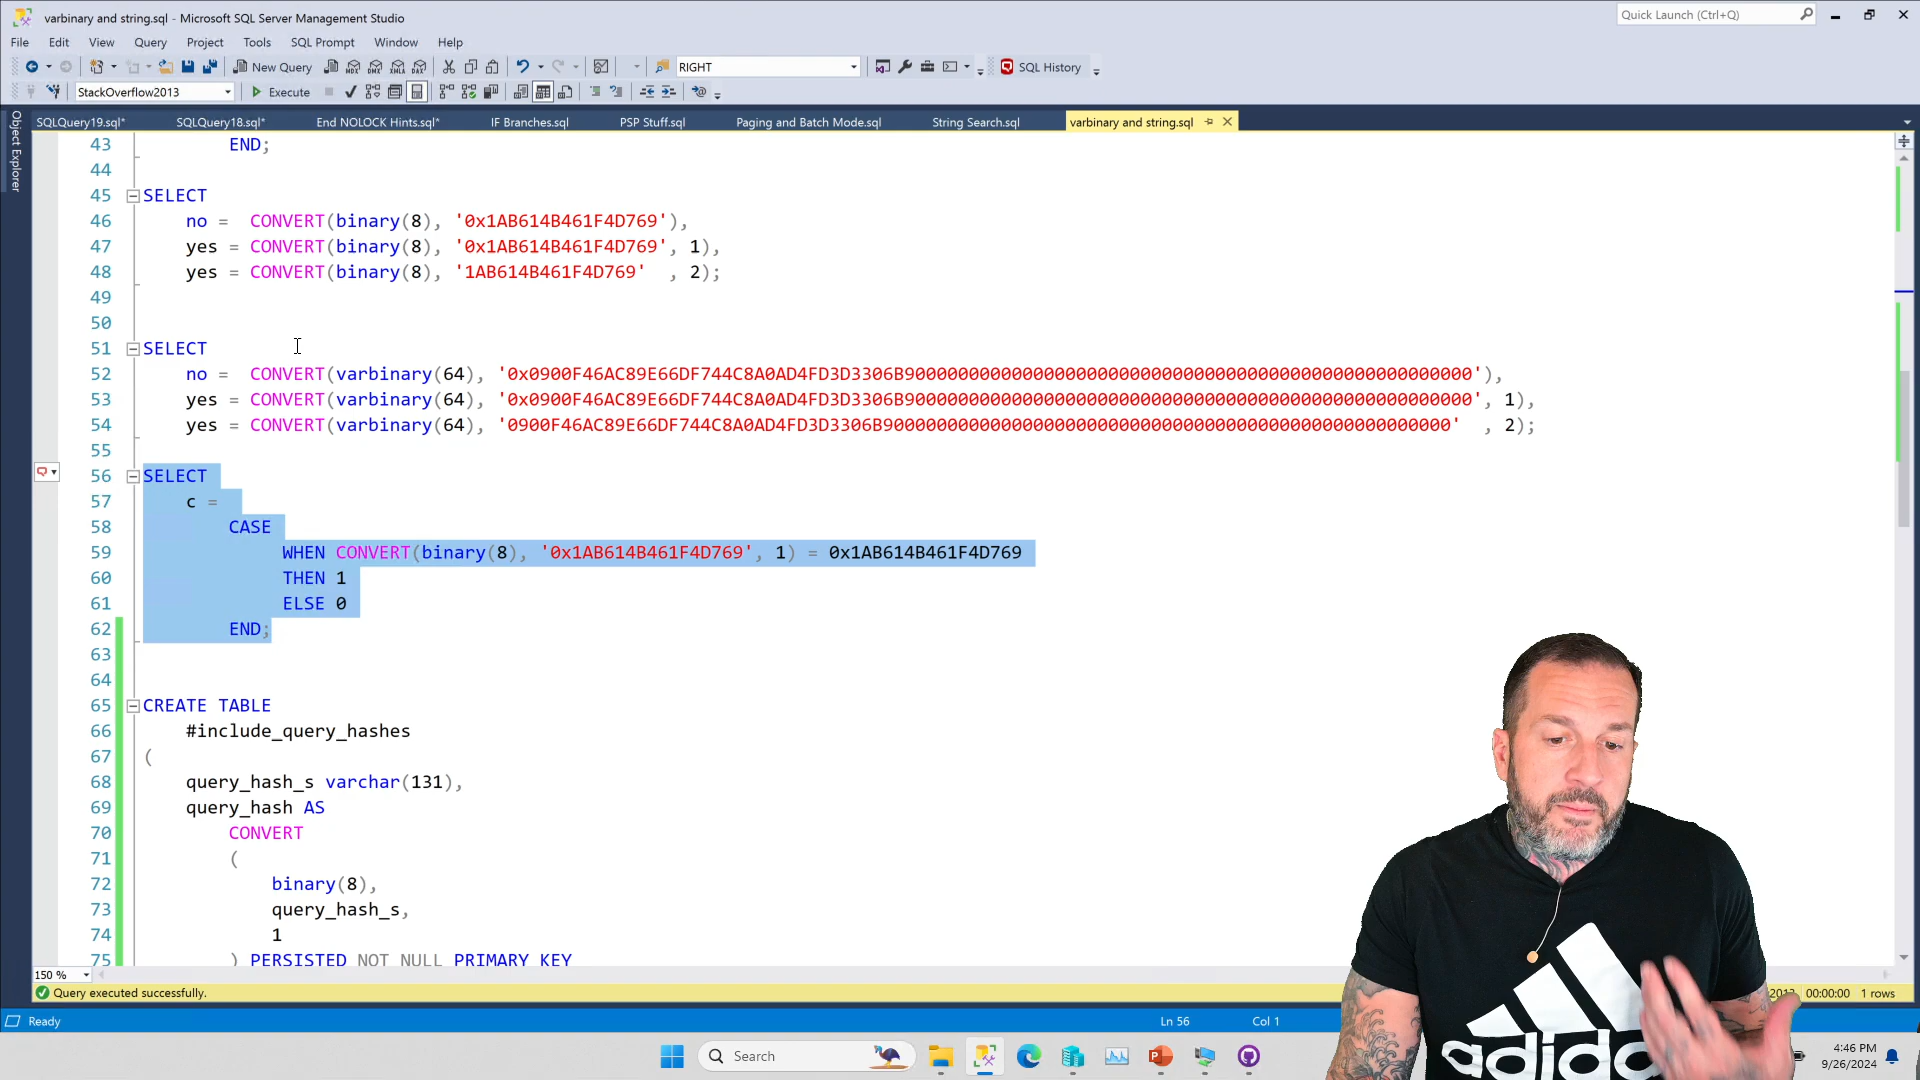 varbinary and string.sql - Microsoft SQL Server Management Studio
Quick Launch (Ctrl+Q)
File Edit View Query Project Tools SQL Prompt Window Help
New Query
RIGHT
SQL History
StackOverflow2013
Execute
SQLQuery19.sql* SQLQuery18.sql* End NOLOCK Hints.sql* IF Branches.sql PSP Stuff.sql Paging and Batch Mode.sql String Search.sql varbinary and string.sql
Object Explorer
43 END;
44
45 SELECT
46 no = CONVERT(binary(8), '0x1AB614B461F4D769'),
47 yes = CONVERT(binary(8), '0x1AB614B461F4D769', 1),
48 yes = CONVERT(binary(8), '1AB614B461F4D769' , 2);
49
50
51 SELECT
52 no = CONVERT(varbinary(64), '0x0900F46AC89E66DF744C8A0AD4FD3D3306B90000000000000000000000000000000000000000000000000000'),
53 yes = CONVERT(varbinary(64), '0x0900F46AC89E66DF744C8A0AD4FD3D3306B90000000000000000000000000000000000000000000000000000', 1),
54 yes = CONVERT(varbinary(64), '0900F46AC89E66DF744C8A0AD4FD3D3306B90000000000000000000000000000000000000000000000000000' , 2);
55
56 SELECT
57 c =
58 CASE
59 WHEN CONVERT(binary(8), '0x1AB614B461F4D769', 1) = 0x1AB614B461F4D769
60 THEN 1
61 ELSE 0
62 END;
63
64
65 CREATE TABLE
66 #include_query_hashes
67 (
68 query_hash_s varchar(131),
69 query_hash AS
70 CONVERT
71 (
72 binary(8),
73 query_hash_s,
74 1
75 ) PERSISTED NOT NULL PRIMARY KEY
150 %
Query executed successfully.
00:00:00 1 rows
Ready
Ln 56 Col 1
Search
4:46 PM
9/26/2024
adidas